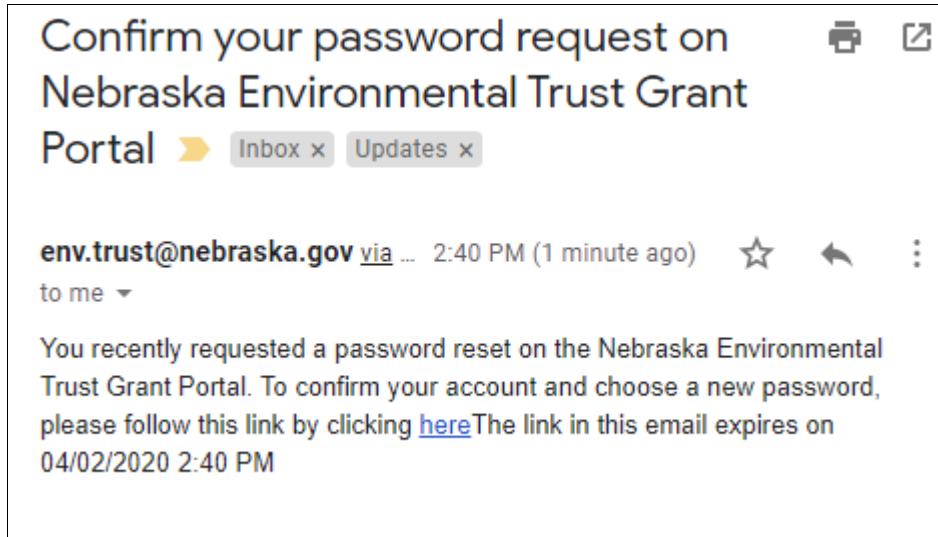 Confirm your password request on
Nebraska Environmental Trust Grant
Portal Inbox x Updates x
env.trust@nebraska.gov via ... 2:40 PM (1 minute ago)
to me
You recently requested a password reset on the Nebraska Environmental
Trust Grant Portal. To confirm your account and choose a new password,
please follow this link by clicking hereThe link in this email expires on
04/02/2020 2:40 PM